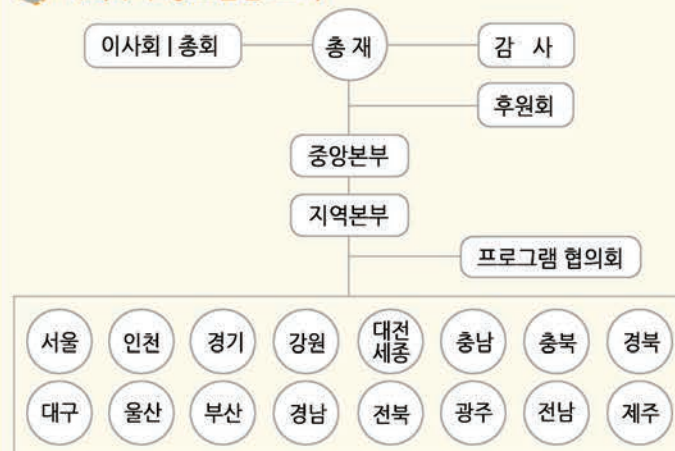 이사회 | 총회
총 재
감 사
후원회
중앙본부
지역본부
프로그램 협의회
서울
인천
경기
강원
대전
세종
충남
충북
경북
대구
울산
부산
경남
전북
광주
전남
제주